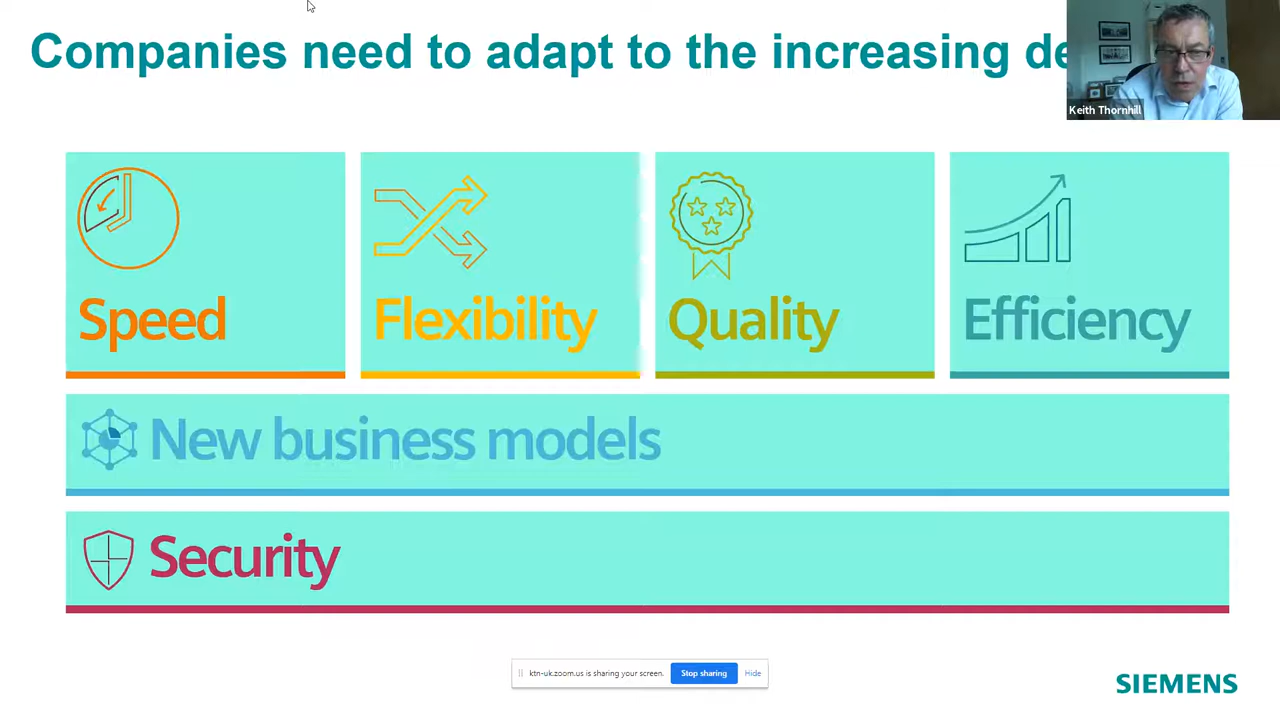 Companies need to adapt to the increasing de
Keith Thornhill
Speed
Flexibility
Quality
Efficiency
New business models
Security
ktn-uk.zoom.us is sharing your screen.
Stop sharing
Hide
SIEMENS